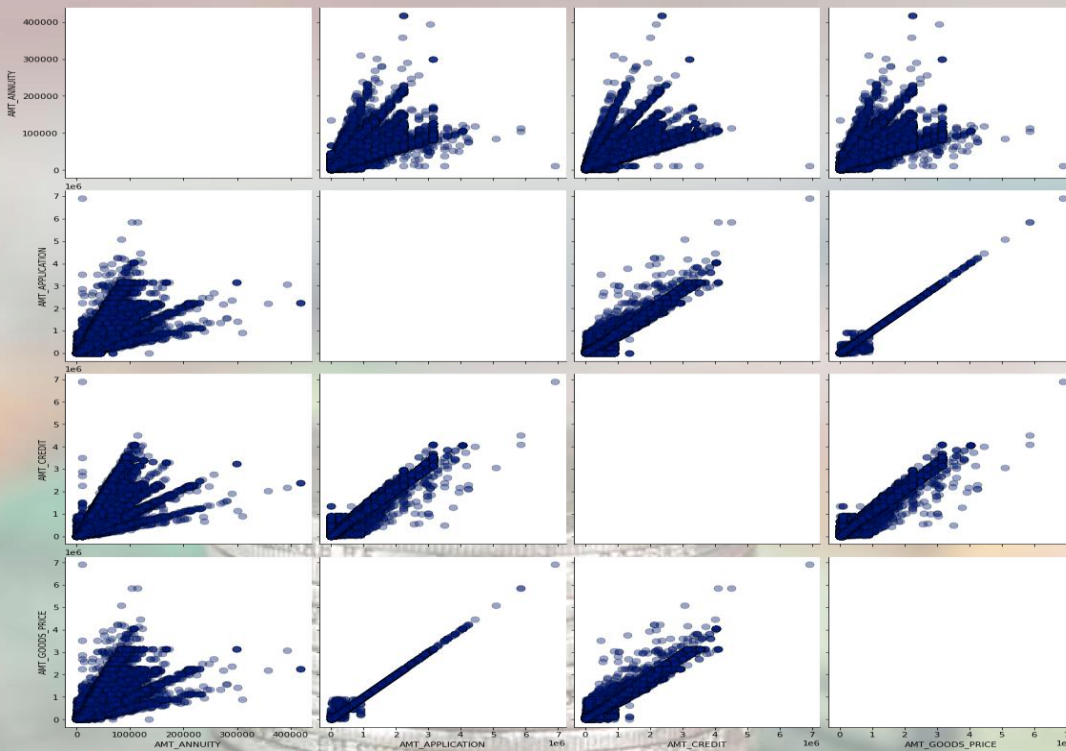 400000
300000
200000
100000
0
AMT_ANNUITY
1e6
7
6
5
4
3
2
1
0
AMT_APPLICATION
1e6
7
6
5
4
3
2
1
0
AMT_CREDIT
1e6
7
6
5
4
3
2
1
0
AMT_GOODS_PRICE
0 100000 200000 300000 400000
AMT_ANNUITY
0 1 2 3 4 5 6 7
1e6
AMT_APPLICATION
0 1 2 3 4 5 6 7
1e6
AMT_CREDIT
0 1 2 3 4 5 6 7
1e6
AMT_GOODS_PRICE